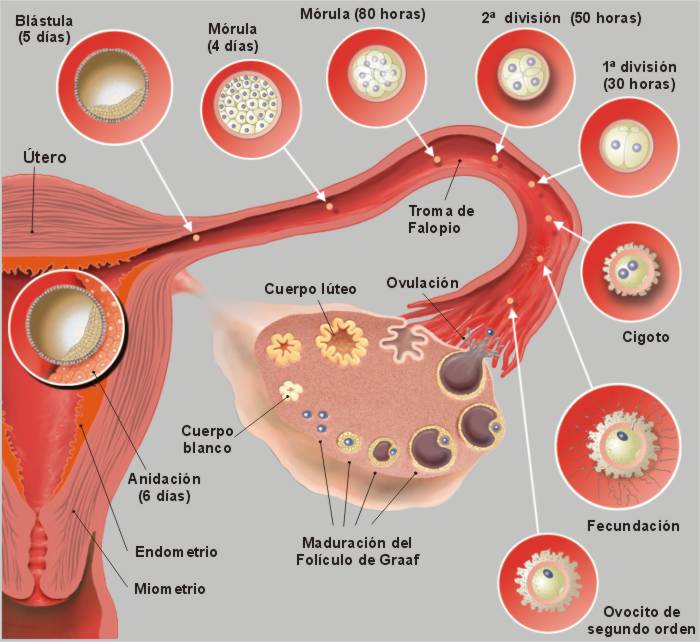 Blástula
(5 días)
Mórula
(4 días)
Mórula (80 horas)
2ª división (50 horas)
1ª división
(30 horas)
Útero
Troma de
Falopio
Cuerpo lúteo
Ovulación
Cigoto
Cuerpo
blanco
Anidación
(6 días)
Fecundación
Maduración del
Folículo de Graaf
Endometrio
Miometrio
Ovocito de
segundo orden